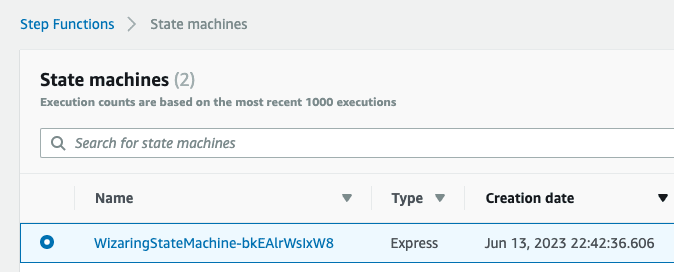 Step Functions > State machines
State machines (2)
Execution counts are based on the most recent 1000 executions
Search for state machines
Name Type Creation date
WizaringStateMachine-bkEAlrWsIxW8 Express Jun 13, 2023 22:42:36.606